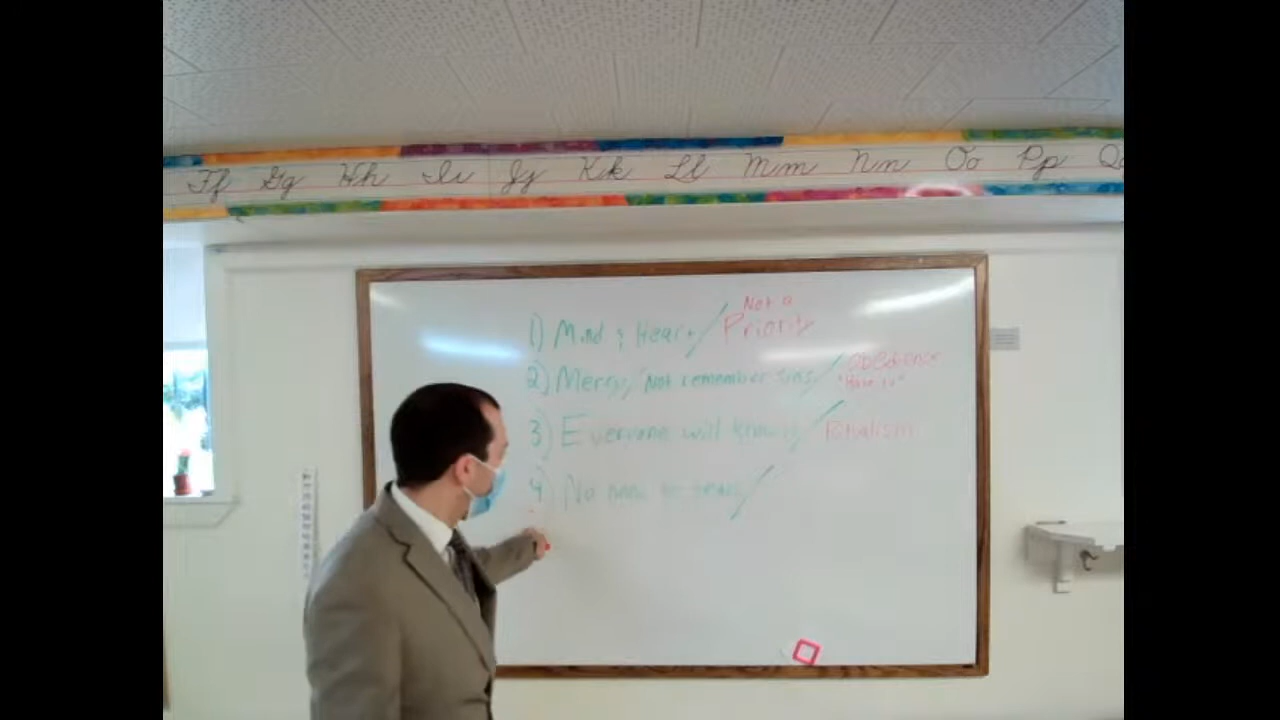 Ff Gg Hh Ii Jj Kk Ll Mm Nn Oo Pp Qq
Not a
1) Mind & Heart / Priority
2) Mercy / Not remember sins / Obedience
"Have to"
3) Everyone will know / Ritualism
4) No need to /